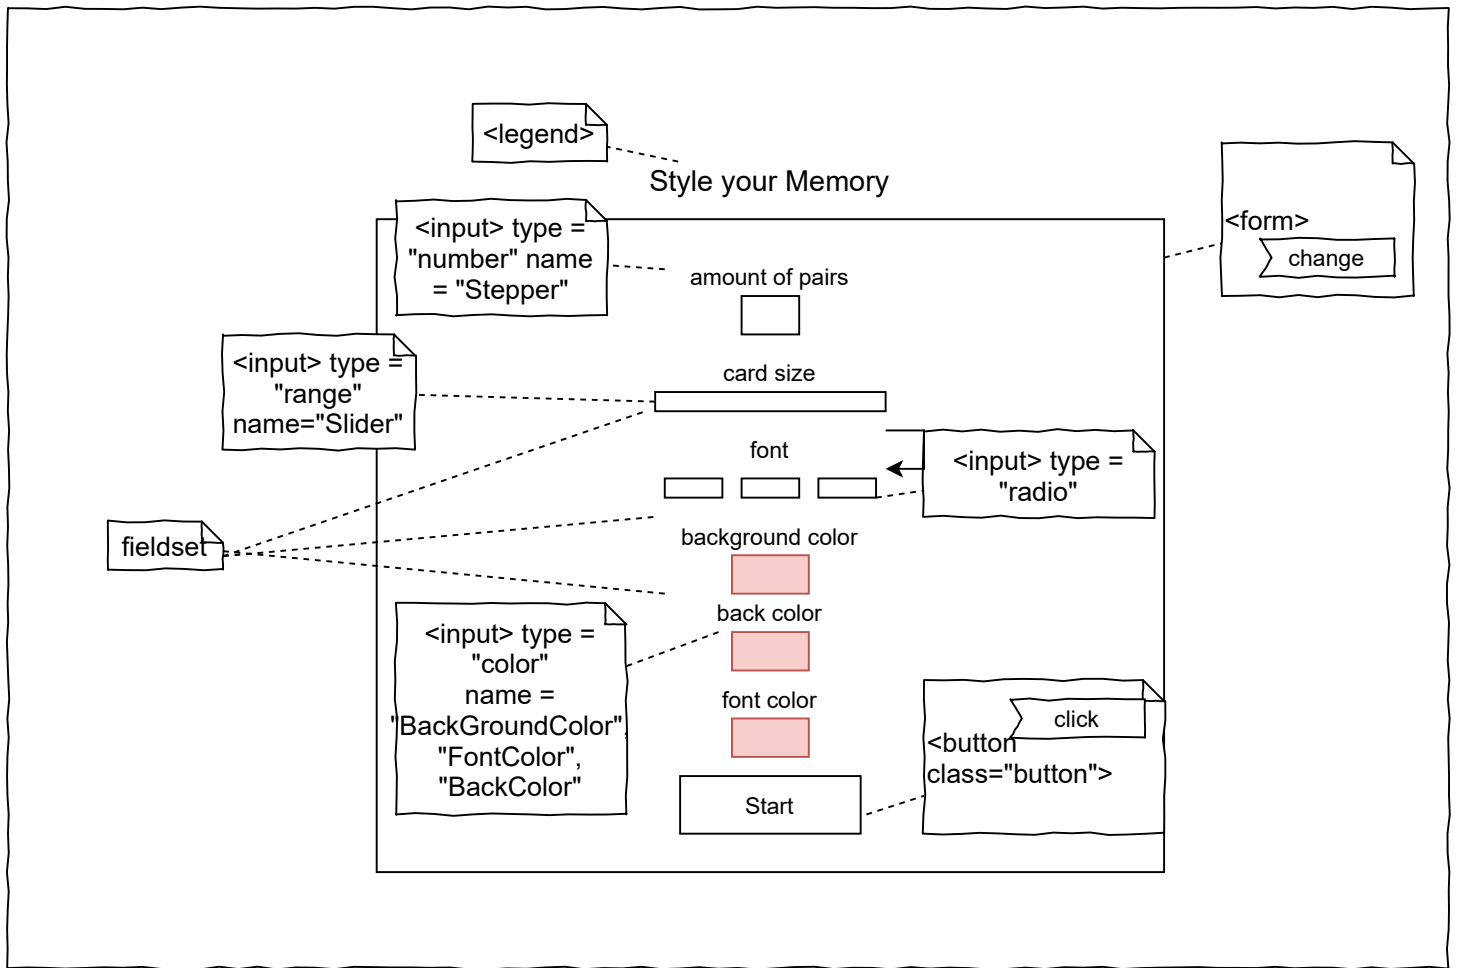 <legend>
Style your Memory
<input> type =
"number" name
= "Stepper"
<form>
change
amount of pairs
<input> type =
"range"
name="Slider"
card size
font
<input> type =
"radio"
fieldset
background color
back color
<input> type =
"color"
name =
"BackGroundColor",
"FontColor",
"BackColor"
font color
click
<button
class="button">
Start